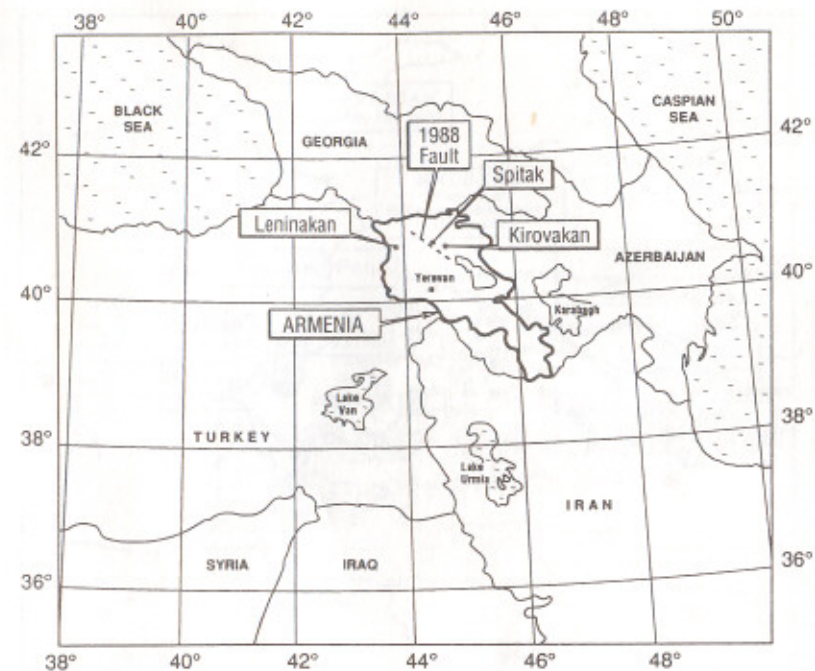 38°
40°
42°
44°
46°
48°
50°
BLACK
SEA
CASPIAN
SEA
42°
42°
GEORGIA
1988
Fault
Spitak
Leninakan
Kirovakan
AZERBAIJAN
Yerevan
40°
40°
Karabagh
ARMENIA
Lake
Van
38°
38°
TURKEY
Lake
Urmia
IRAN
SYRIA
IRAQ
36°
36°
38°
40°
42°
44°
46°
48°